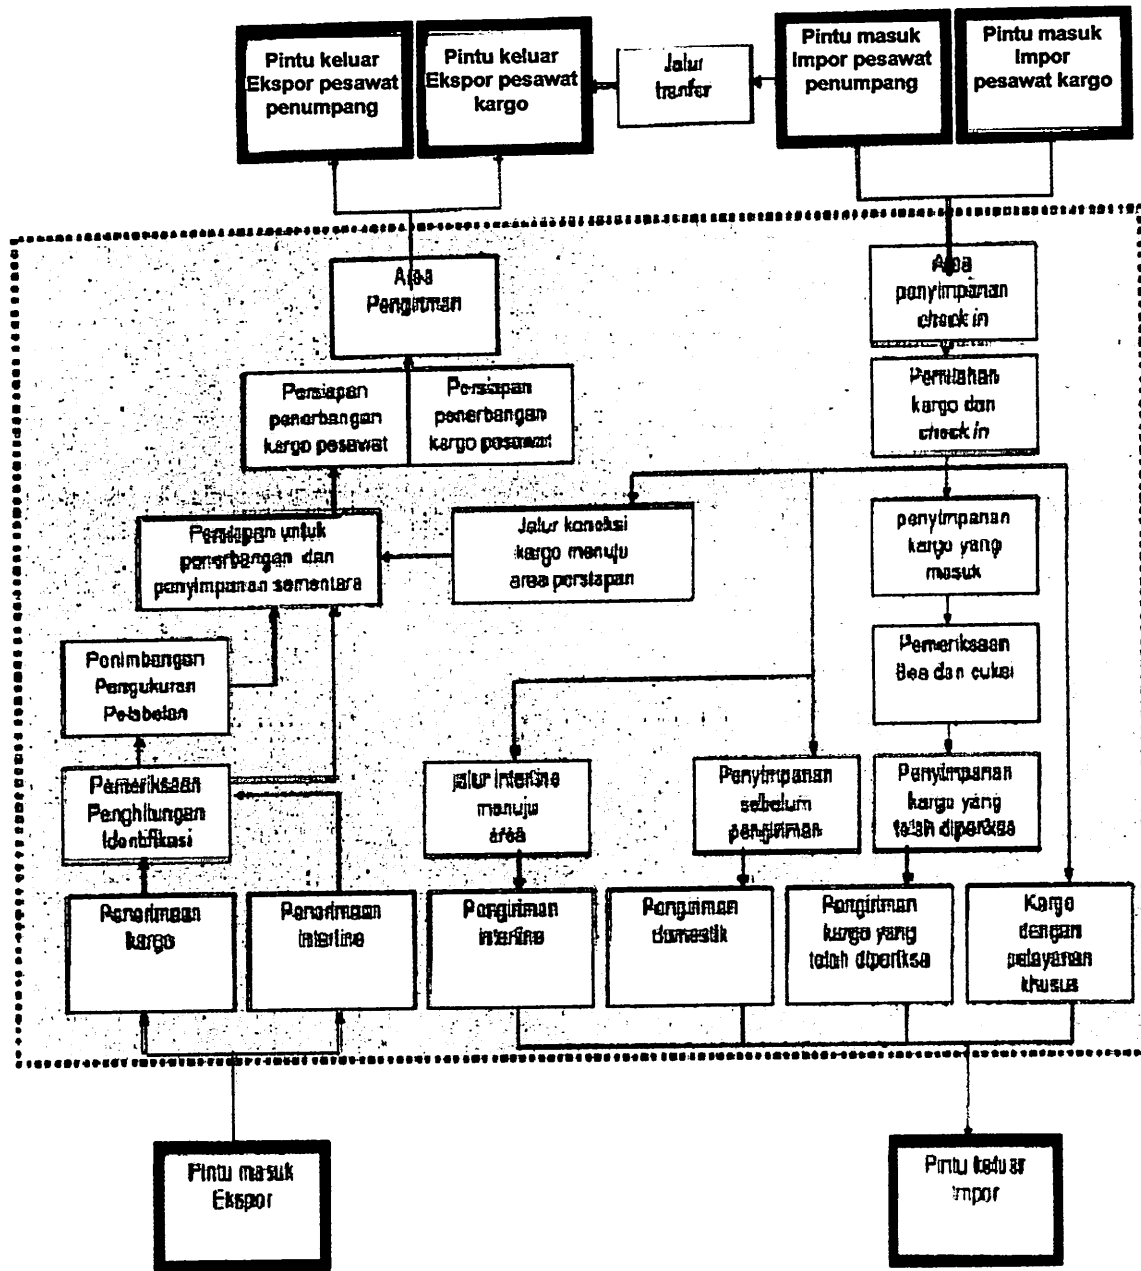 Pintu keluar
Ekspor pesawat
penumpang
Pintu keluar
Ekspor pesawat
kargo
Jalur
tranfer
Pintu masuk
Impor pesawat
penumpang
Pintu masuk
Impor
pesawat kargo
Area
Pengiriman
Area
penyimpanan
check in
Persiapan
penerbangan
kargo pesawat
Persiapan
penerbangan
kargo pesawat
Pemilahan
kargo dan
check in
Persiapan untuk
penerbangan dan
penyimpanan sementara
Jalur koneksi
kargo menuju
area persiapan
penyimpanan
kargo yang
masuk
Penimbangan
Pengukuran
Pelabelan
Pemeriksaan
Bea dan cukai
Pemeriksaan
Penghitungan
Identifikasi
jalur interline
menuju
area
Penyimpanan
sebelum
pengiriman
Penyimpanan
kargo yang
telah diperiksa
Penerimaan
kargo
Penerimaan
interline
Pengiriman
interline
Pengiriman
domestik
Pengiriman
kargo yang
telah diperiksa
Kargo
dengan
pelayanan
khusus
Pintu masuk
Ekspor
Pintu keluar
Impor